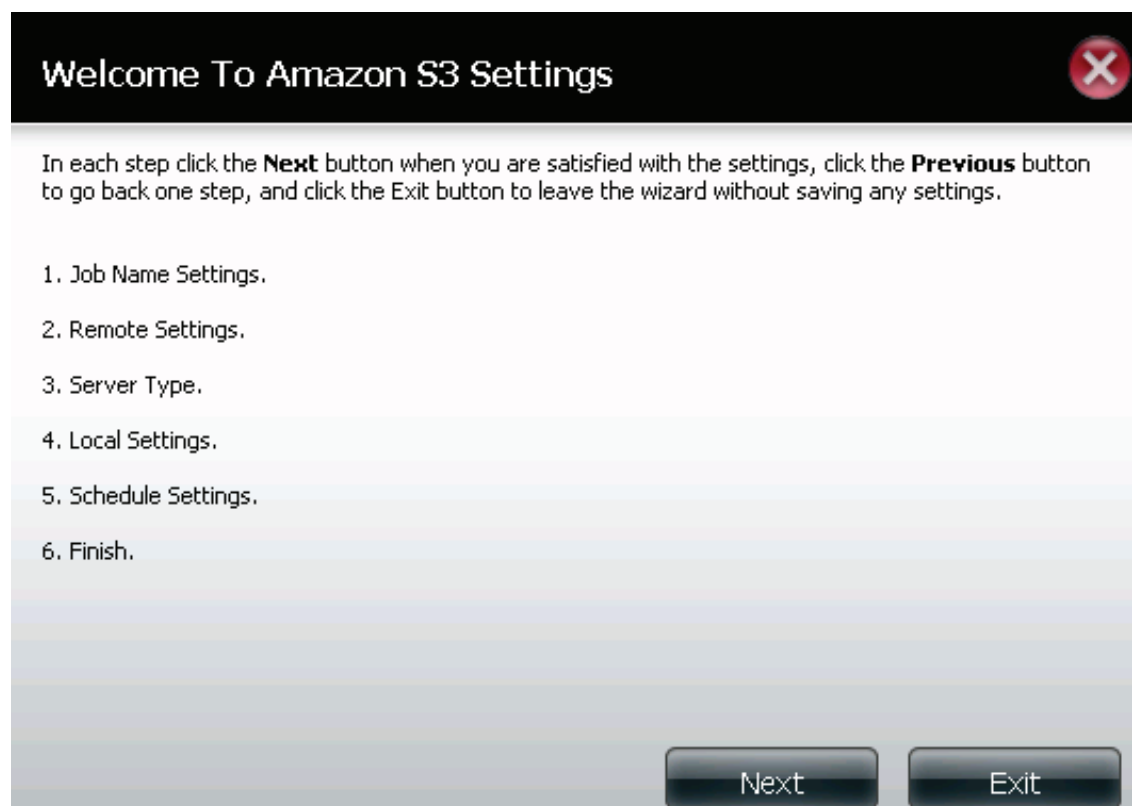 Welcome To Amazon S3 Settings
In each step click the Next button when you are satisfied with the settings, click the Previous button
to go back one step, and click the Exit button to leave the wizard without saving any settings.
1. Job Name Settings.
2. Remote Settings.
3. Server Type.
4. Local Settings.
5. Schedule Settings.
6. Finish.
Next Exit